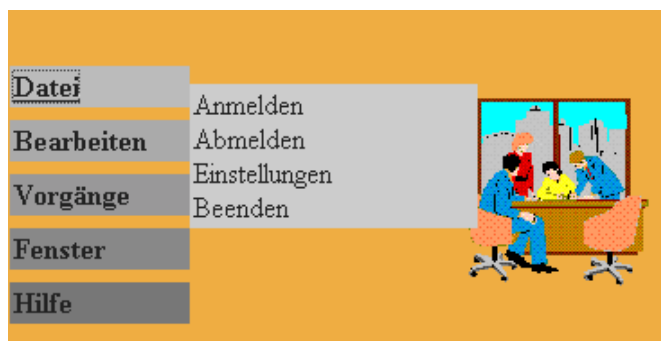 Datei
Anmelden
Abmelden
Einstellungen
Beenden
Bearbeiten
Vorgänge
Fenster
Hilfe